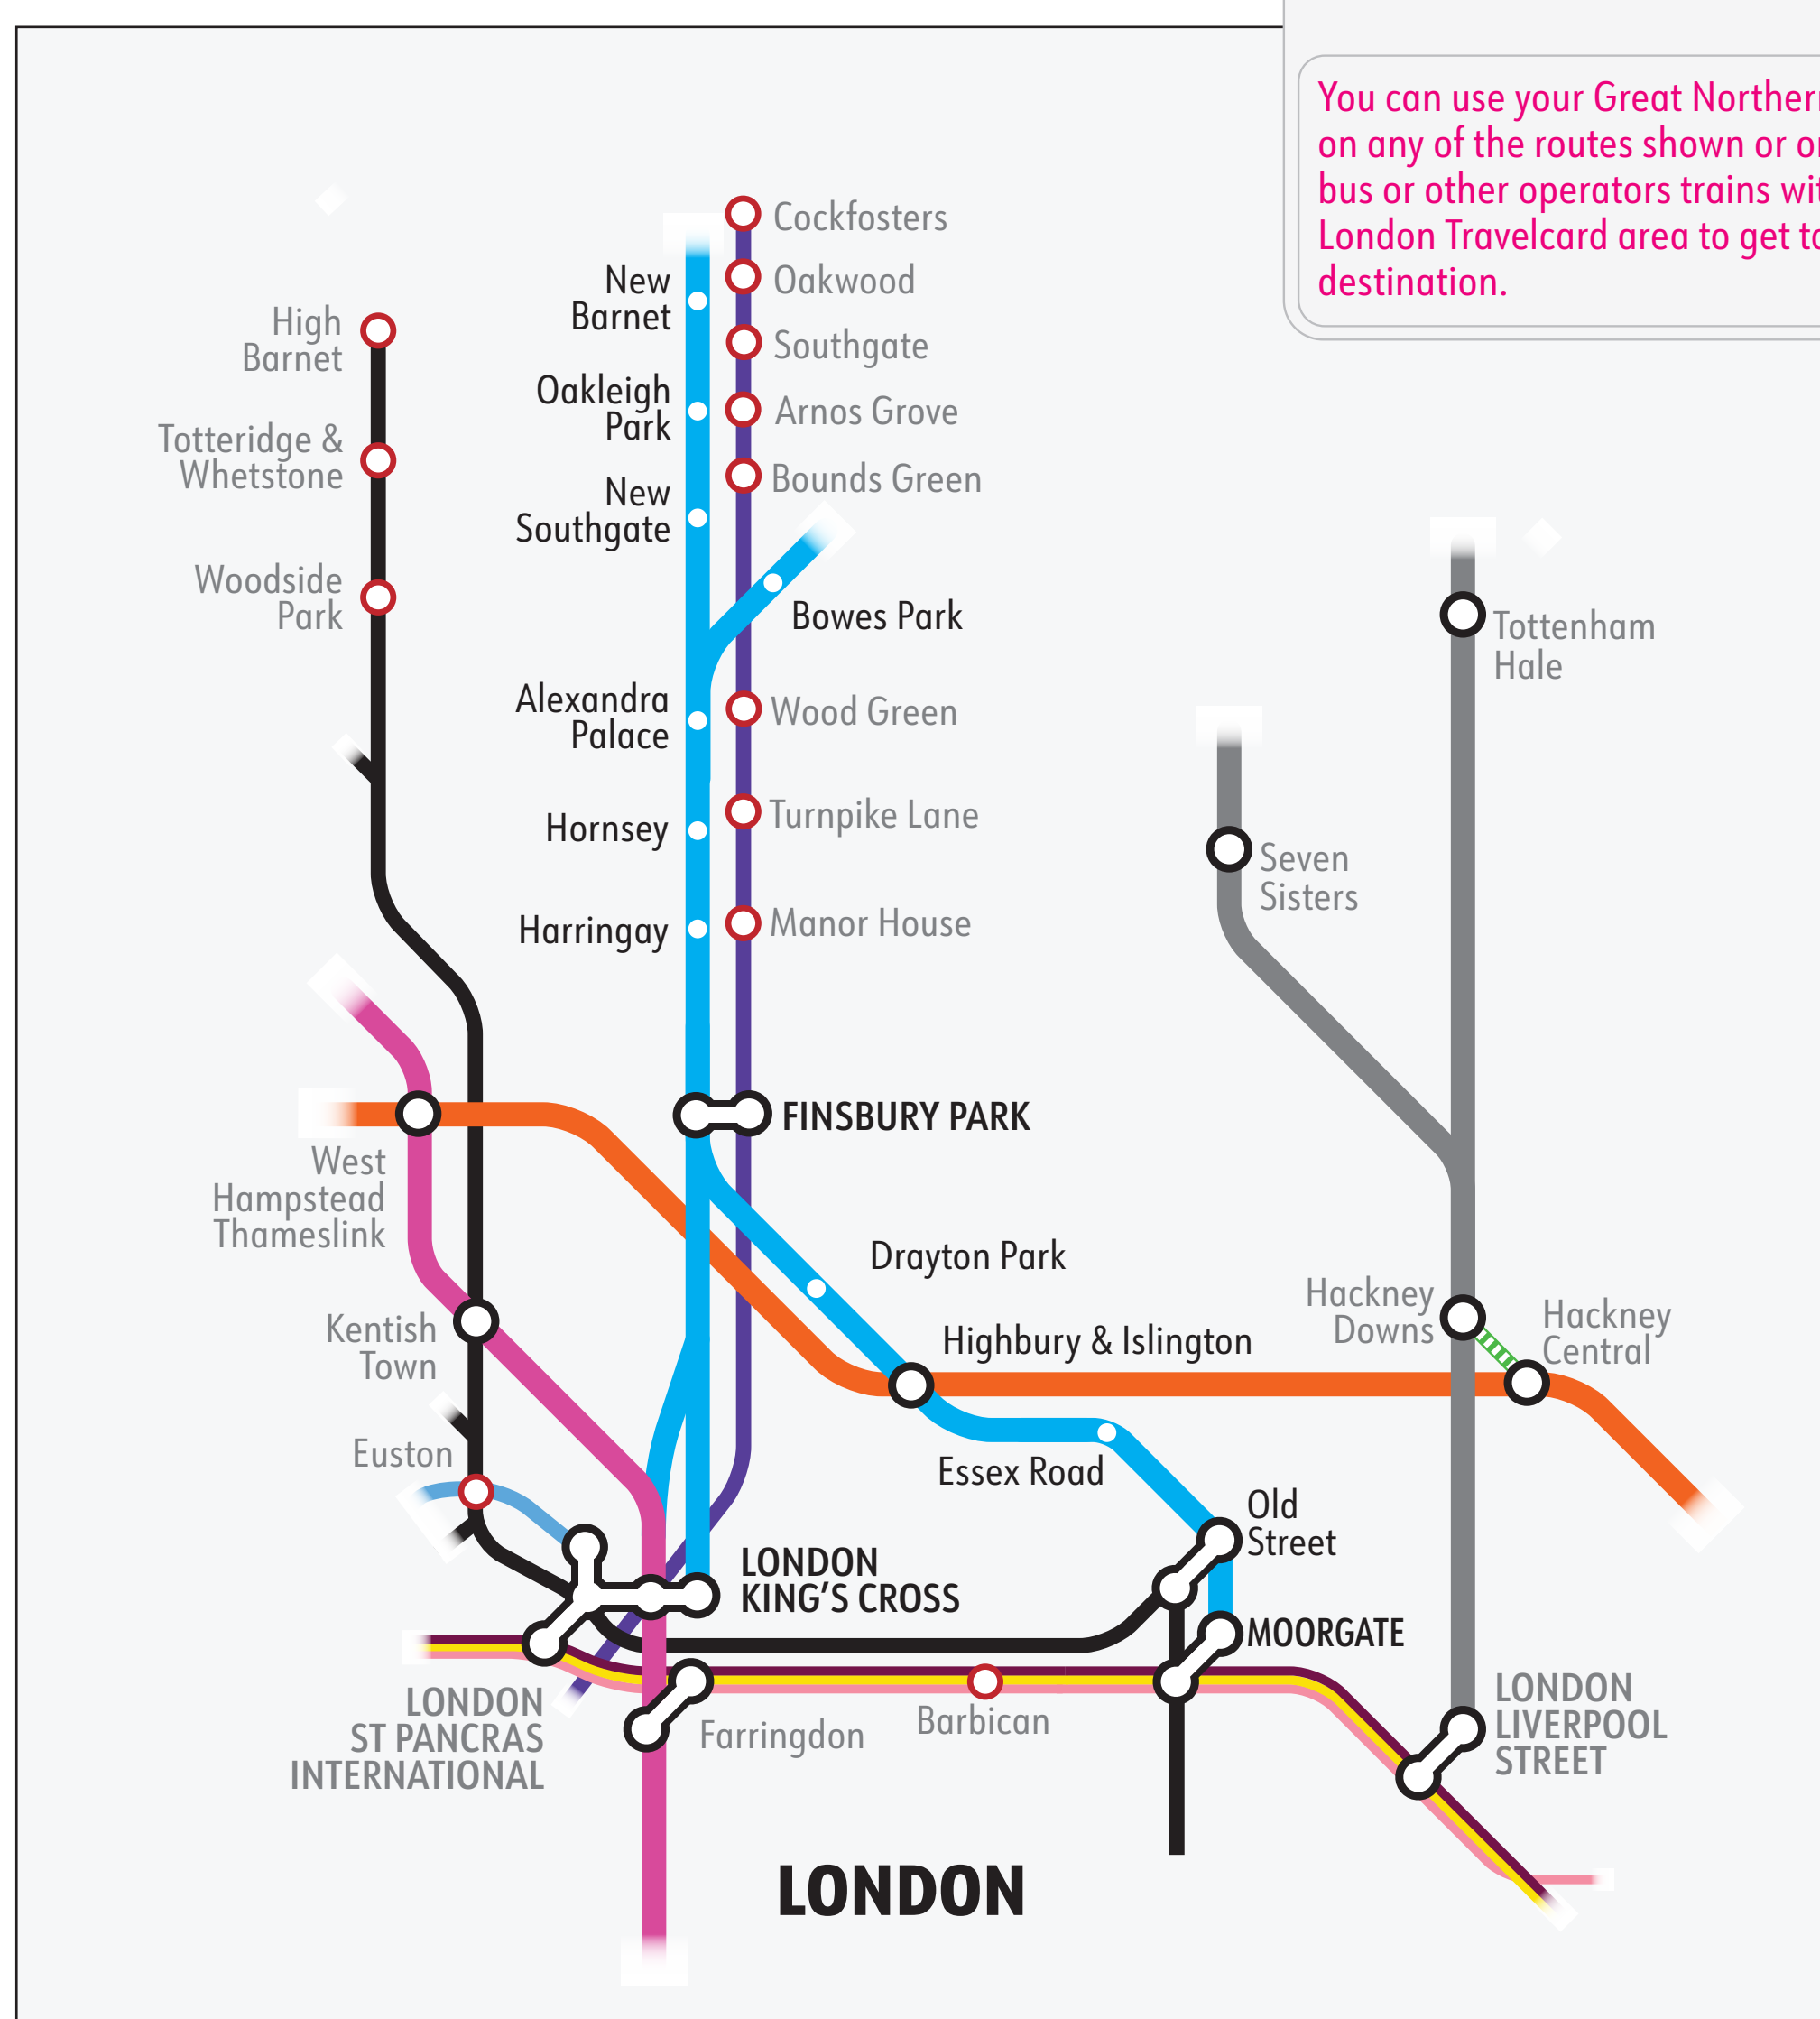 You can use your Great Northern
on any of the routes shown or
bus or other operators trains
London Travelcard area to get
destination.
Cockfosters
Oakwood
Southgate
Arnos Grove
Bounds Green
New
Barnet
Oakleigh
Park
New
Southgate
High
Barnet
Totteridge &
Whetstone
Woodside
Park
Bowes Park
Alexandra
Palace
Wood Green
Hornsey
Turnpike Lane
Harringay
Manor House
Tottenham
Hale
Seven
Sisters
FINSBURY PARK
West
Hampstead
Thameslink
Drayton Park
Kentish
Town
Highbury & Islington
Hackney
Downs
Hackney
Central
Euston
Essex Road
Old
Street
LONDON
KING'S CROSS
MOORGATE
LONDON
ST PANCRAS
INTERNATIONAL
Farringdon
Barbican
LONDON
LIVERPOOL
STREET
LONDON